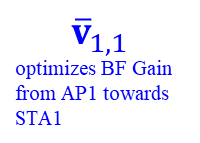 v̄₁,₁
optimizes BF Gain
from AP1 towards
STA1